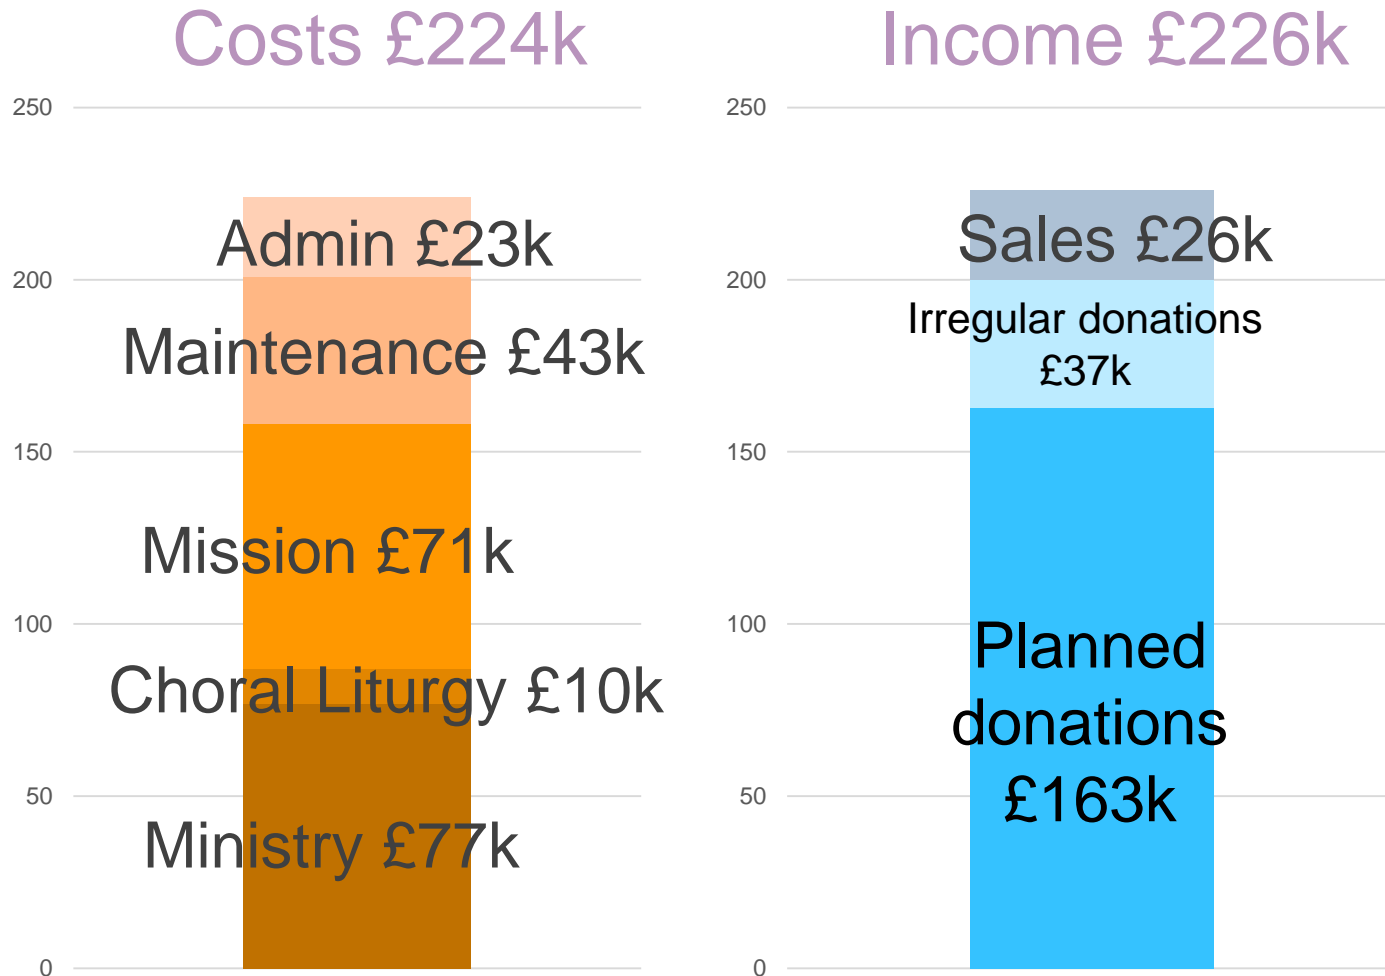 Costs £224k
250
200
150
100
50
0
Admin £23k
Maintenance £43k
Mission £71k
Choral Liturgy £10k
Ministry £77k
Income £226k
250
200
150
100
50
0
Sales £26k
Irregular donations
£37k
Planned
donations
£163k